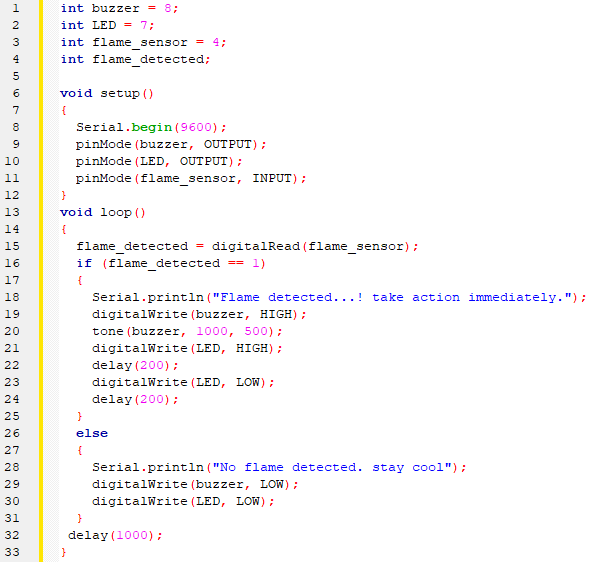 1 int buzzer = 8;
2 int LED = 7;
3 int flame_sensor = 4;
4 int flame_detected;
5
6 void setup()
7 {
8   Serial.begin(9600);
9   pinMode(buzzer, OUTPUT);
10   pinMode(LED, OUTPUT);
11   pinMode(flame_sensor, INPUT);
12 }
13 void loop()
14 {
15   flame_detected = digitalRead(flame_sensor);
16   if (flame_detected == 1)
17   {
18     Serial.println("Flame detected...! take action immediately.");
19     digitalWrite(buzzer, HIGH);
20     tone(buzzer, 1000, 500);
21     digitalWrite(LED, HIGH);
22     delay(200);
23     digitalWrite(LED, LOW);
24     delay(200);
25   }
26   else
27   {
28     Serial.println("No flame detected. stay cool");
29     digitalWrite(buzzer, LOW);
30     digitalWrite(LED, LOW);
31   }
32  delay(1000);
33 }